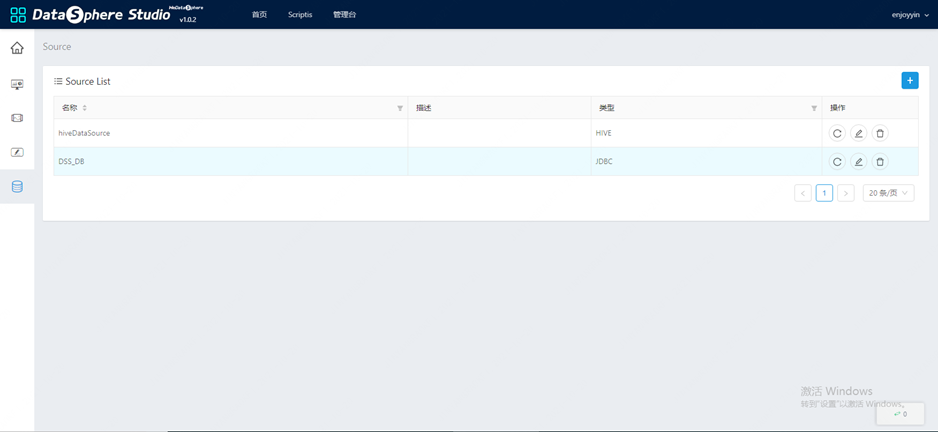 DataSphere Studio WeDataSphere v1.0.2 首页 Scriptis 管理台 enjoyyin
Source
Source List +
名称 描述 类型 操作
hiveDataSource HIVE
DSS_DB JDBC
< 1 > 20 条/页
激活 Windows
转到"设置"以激活 Windows。
0